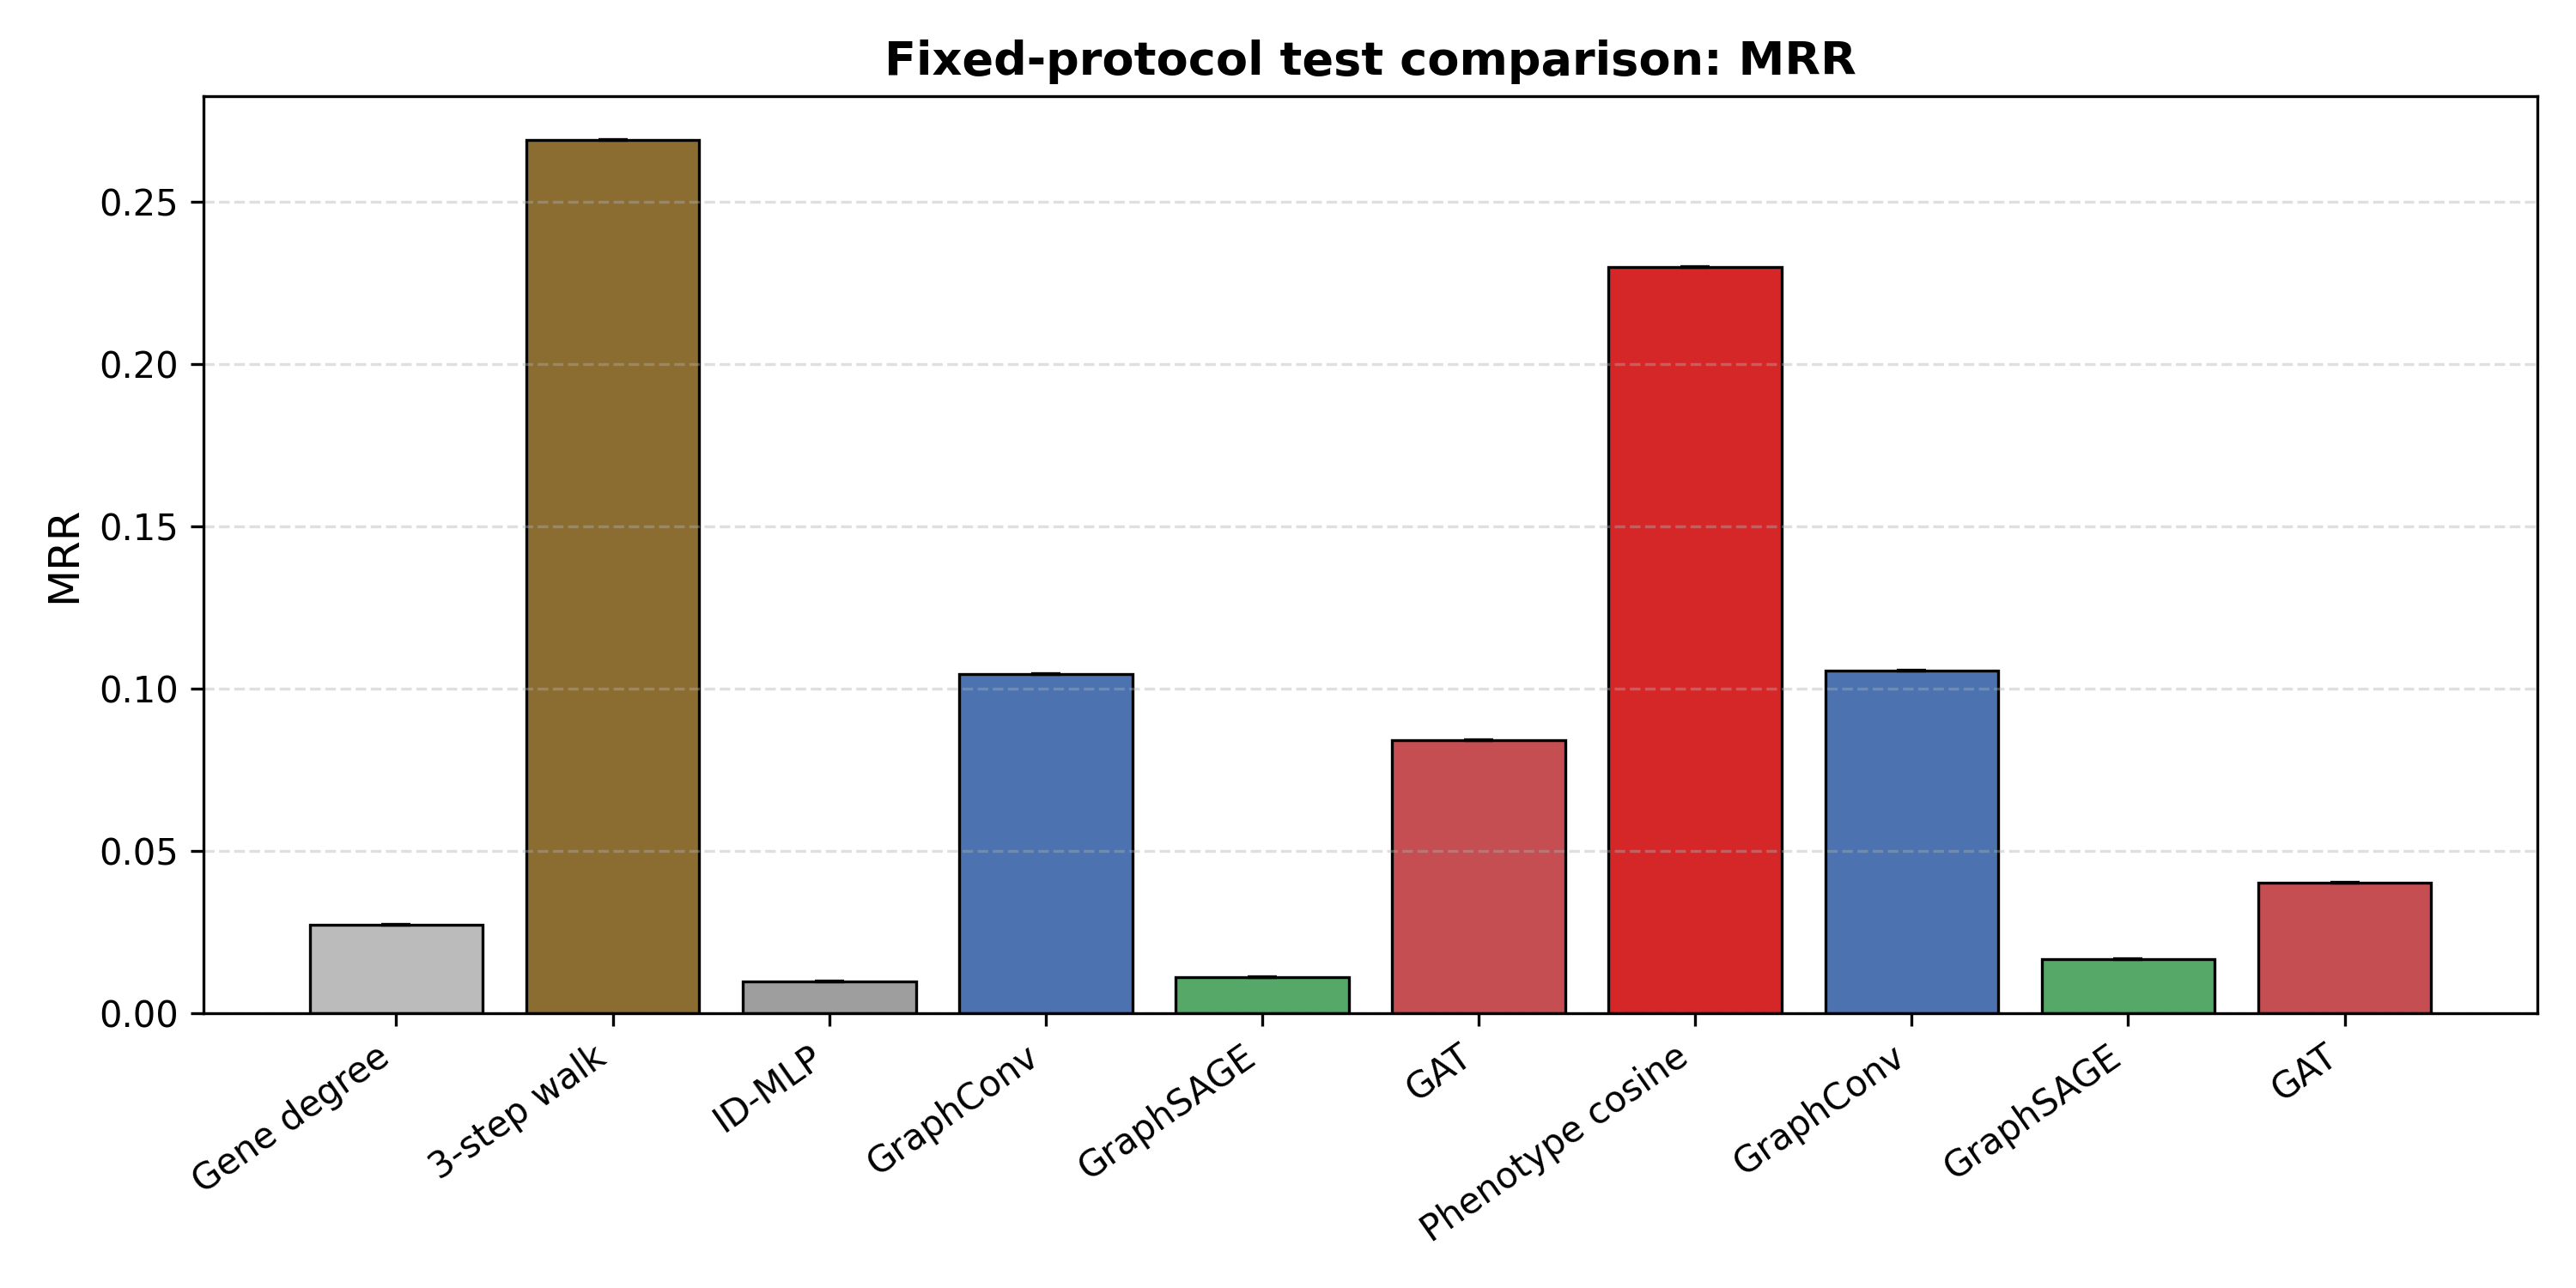 Fixed-protocol test comparison: MRR
MRR
0.25
0.20
0.15
0.10
0.05
0.00
Gene degree
3-step walk
ID-MLP
GraphConv
GraphSAGE
GAT
Phenotype cosine
GraphConv
GraphSAGE
GAT